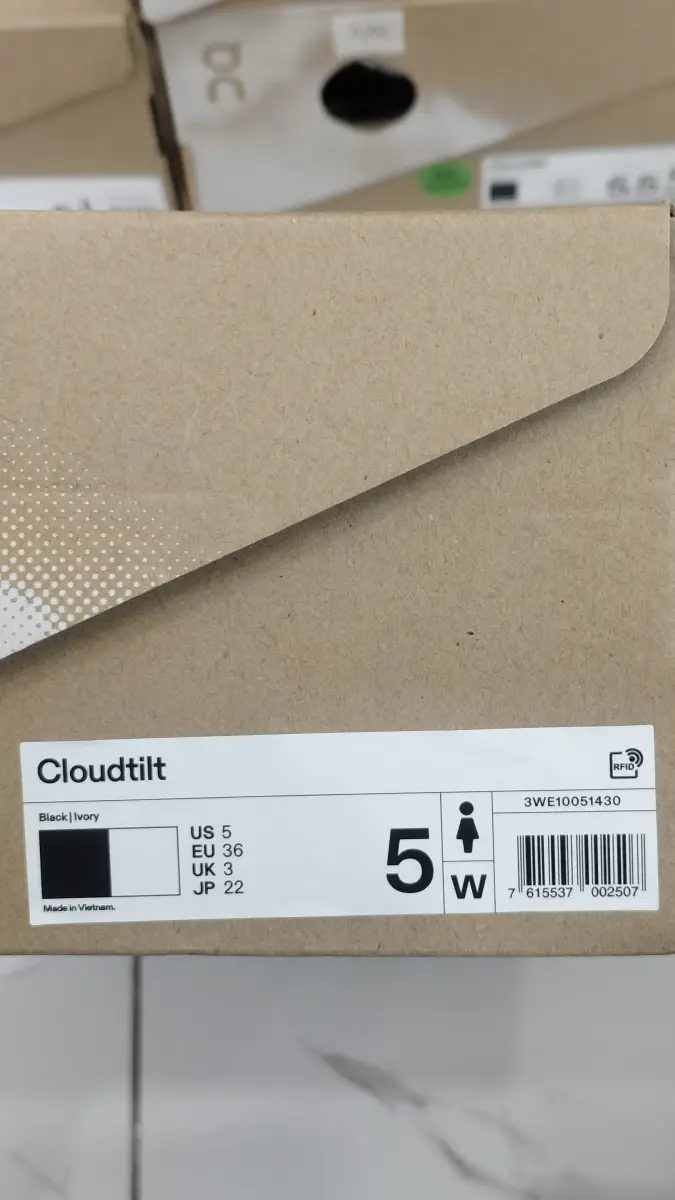 Cloudtilt
RFID
Black | Ivory
US 5
EU 36
UK 3
JP 22
Made in Vietnam.
5
W
3WE10051430
7 615537 002507